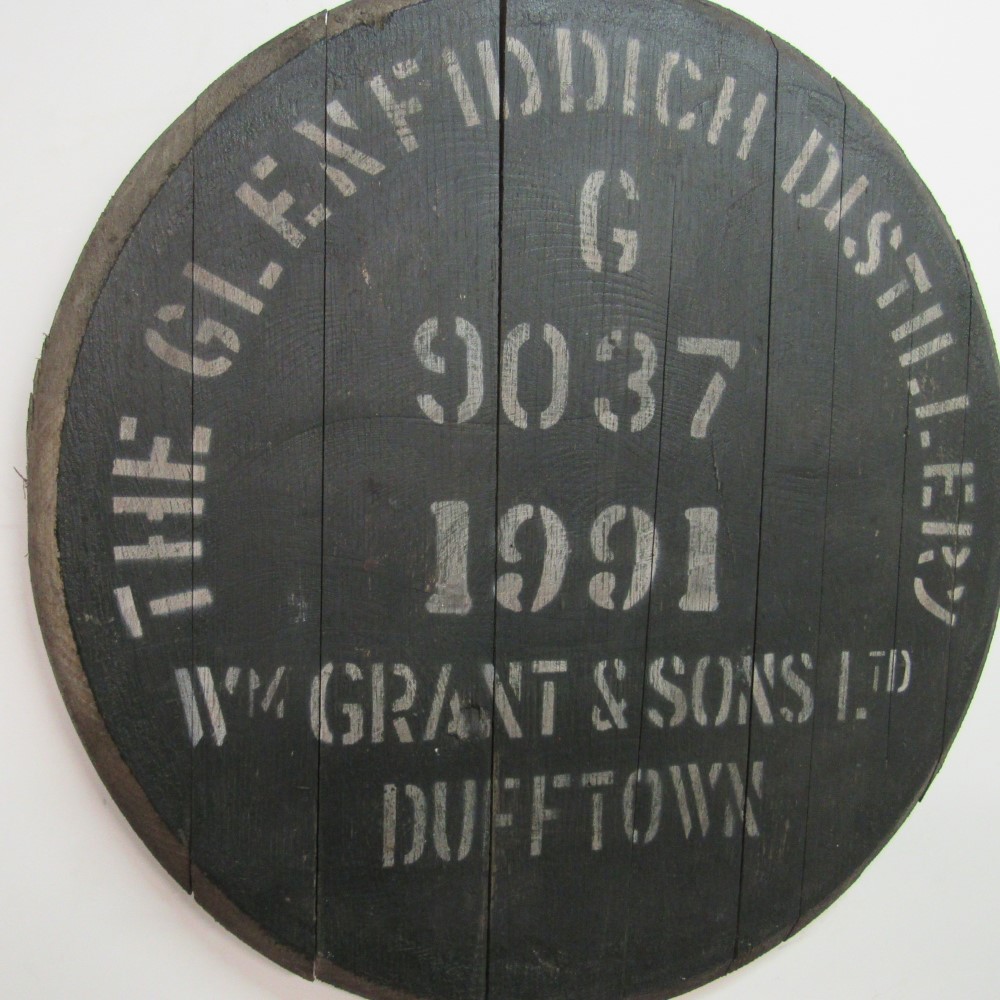 THE GLENFIDDICH DISTILLERY
G
9037
1991
WM GRANT & SONS LTD
DUFFTOWN